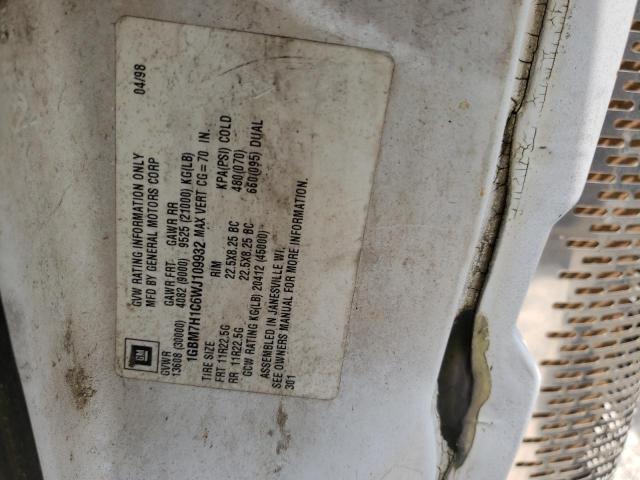 GM
GVW RATING INFORMATION ONLY
MFD BY GENERAL MOTORS CORP 04/98
GVWR GAWR FRT GAWR RR
13608 (30000) 4082 (9000) 9525 (21000) KG(LB)
1GBM7H1C6WJ109932 MAX VERT CG=70 IN.
TIRE SIZE RIM KPA(PSI) COLD
FRT 11R22.5G 22.5X8.25 BC 480(070)
RR 11R22.5G 22.5X8.25 BC 660(095) DUAL
GCW RATING KG(LB) 20412 (45000)
ASSEMBLED IN JANESVILLE WI.
SEE OWNERS MANUAL FOR MORE INFORMATION.
301